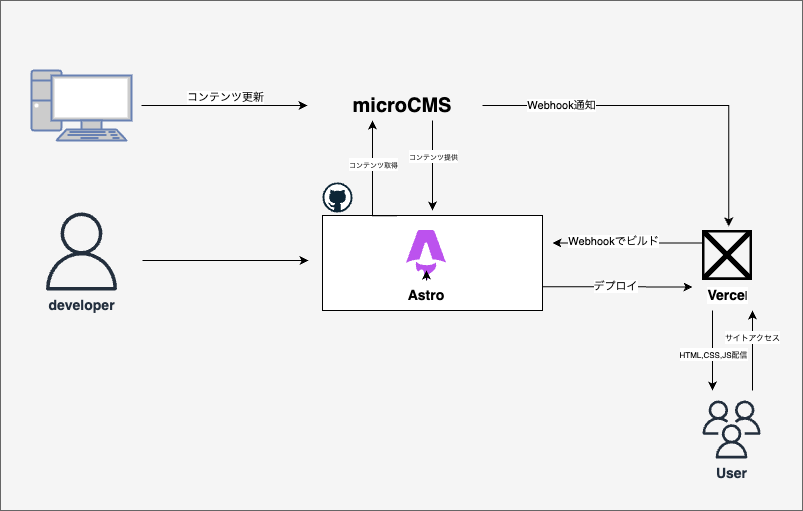 コンテンツ更新
microCMS
Webhook通知
コンテンツ取得
コンテンツ提供
Webhookでビルド
developer
Astro
デプロイ
Vercel
サイトアクセス
HTML,CSS,JS配信
User